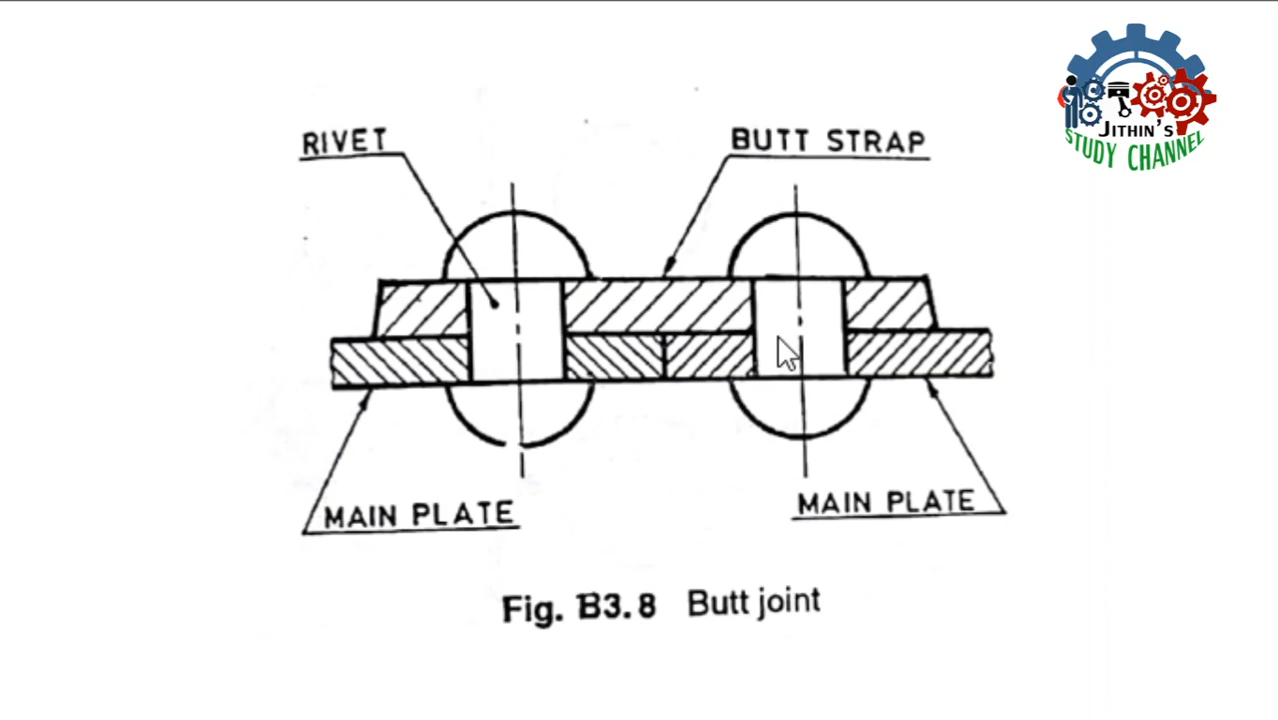 JITHIN'S
STUDY CHANNEL
RIVET
BUTT STRAP
MAIN PLATE
MAIN PLATE
Fig. B3.8 Butt joint